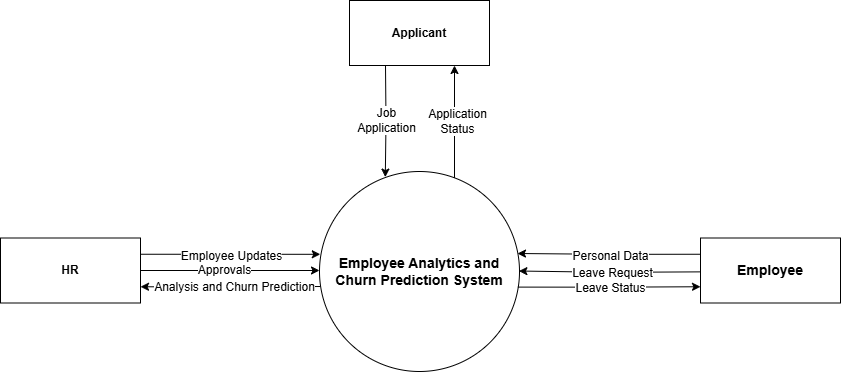 Applicant
Job
Application
Application
Status
HR
Employee Updates
Approvals
Analysis and Churn Prediction
Employee Analytics and
Churn Prediction System
Personal Data
Leave Request
Leave Status
Employee